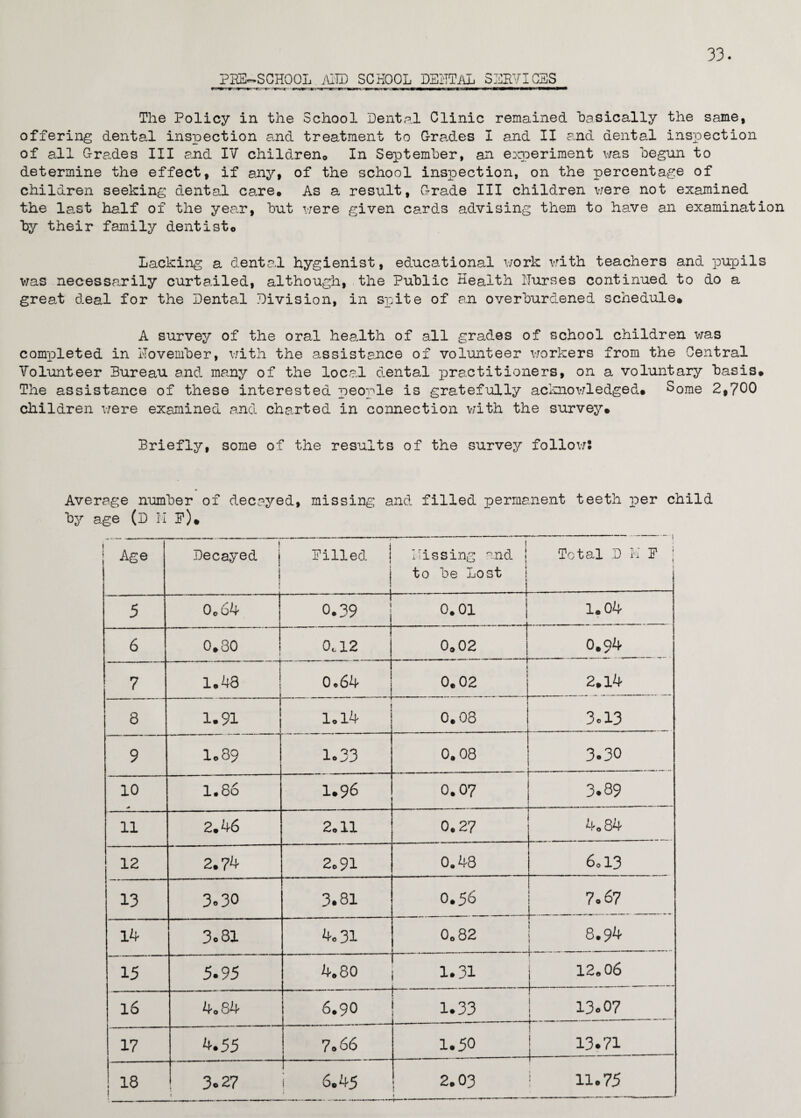 33.
PRE-SCHOOL AND SCHOOL DENTAL SERVICES
The Policy in the School Dental Clinic remained basically the same,
offering dental inspection and treatment to Grades I and II and dental inspection
of all Grades III and IV children. In September, an experiment was begun to
determine the effect, if any, of the school inspection, on the percentage of
children seeking dental care. As a result, Grade III children were not examined
the last half of the year, but were given cards advising them to have an examination
by their family dentist.
Lacking a dental hygienist, educational work with teachers and pupils
was necessarily curtailed, although, the Public Health Nurses continued to do a
great deal for the Dental Division, in spite of an overburdened schedule.
A survey of the oral health of all grades of school children was
completed in November, with the assistance of volunteer workers from the Central
Volunteer Bureau and many of the local dental practitioners, on a voluntary basis.
The assistance of these interested people is gratefully acknowledged. Some 2,700
children were examined and charted in connection with the survey.
Briefly, some of the results of the survey follow:
Average number of decayed, missing and filled permanent teeth per child
by age (D M F).
Age Decayed Filled Missing and to be Lost Total D M F
5 0.64 0.39 0.01 1.04
6 0.80 0.12 0.02 0.94
7 1.48 0.64 0.02 2.14
8 1.91 1.14 0.08 3.13
9 1.89 1.33 0.08 3.30
10 1.86 1.96 0.07 3.89
11 2.46 2.11 0.27 4.84
12 2.74 2.91 0.48 6.13
13 3.30 3.81 0.56 7.67
14 3.81 4.31 0.82 8.94
15 5.95 4.80 1.31 12.06
16 4.84 6.90 1.33 13.07
17 4.55 7.66 1.50 13.71
18 3.27 6.45 2.03 11.75